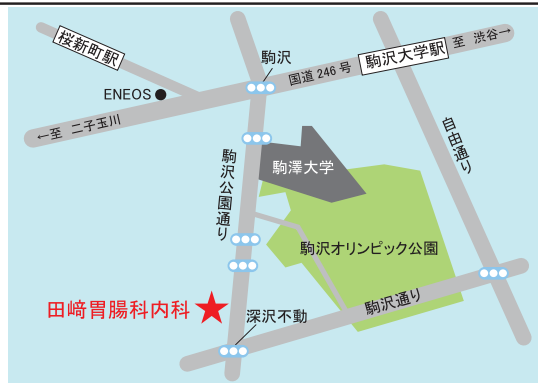 桜新町駅
駒沢
国道246号
駒沢大学駅
至 渋谷→
ENEOS
←至 二子玉川
自由通り
駒澤大学
駒沢公園通り
駒沢オリンピック公園
田﨑胃腸科内科
駒沢通り
深沢不動